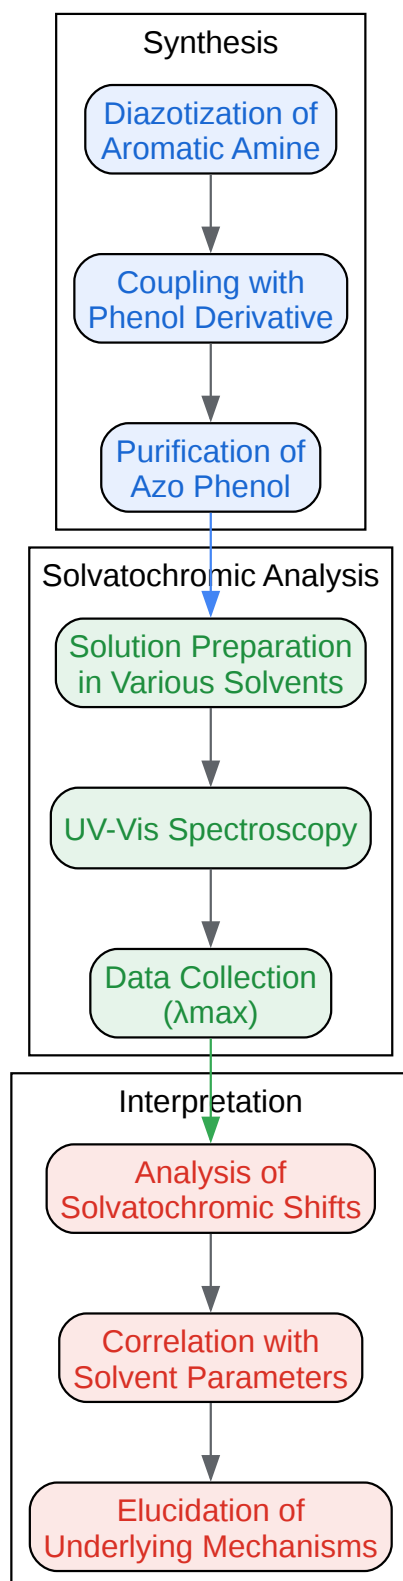 Synthesis
Diazotization of
Aromatic Amine
Coupling with
Phenol Derivative
Purification of
Azo Phenol
Solvatochromic Analysis
Solution Preparation
in Various Solvents
UV-Vis Spectroscopy
Data Collection
(λmax)
Interpretation
Analysis of
Solvatochromic Shifts
Correlation with
Solvent Parameters
Elucidation of
Underlying Mechanisms